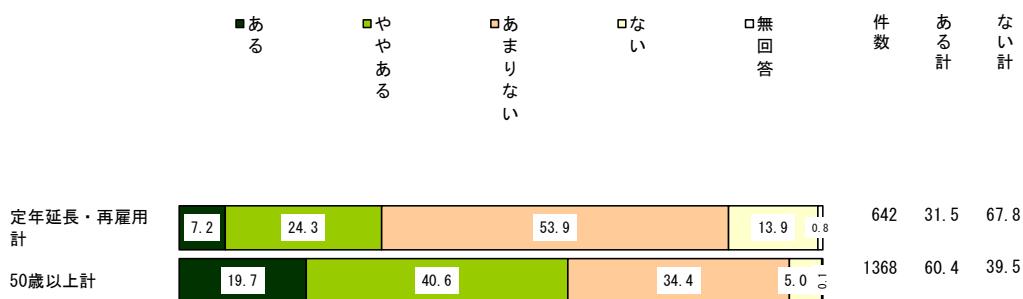 ある
ややある
あまりない
ない
無回答
件数
ある計
ない計
定年延長・再雇用
計
7.2 24.3 53.9 13.9 0.8 642 31.5 67.8
50歳以上計 19.7 40.6 34.4 5.0 0.1 1368 60.4 39.5